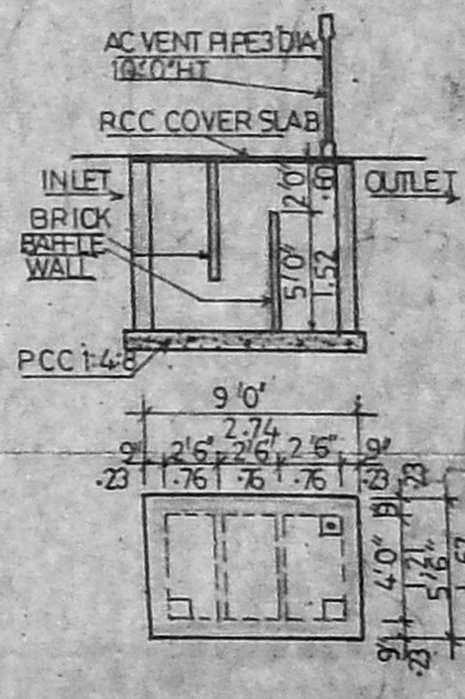 AC VENT PIPE 3"DIA
10'0"HT
RCC COVER SLAB
INLET
OUTLET
BRICK
BAFFLE
WALL
2'0"
.60
5'0"
1.52
PCC 1:4:8
9'0"
2.74
9" 2'6" 2'6" 2'6" 9"
.23 .76 .76 .76 .23
9" .23
4'0" 1.21
5'6"
9" .23